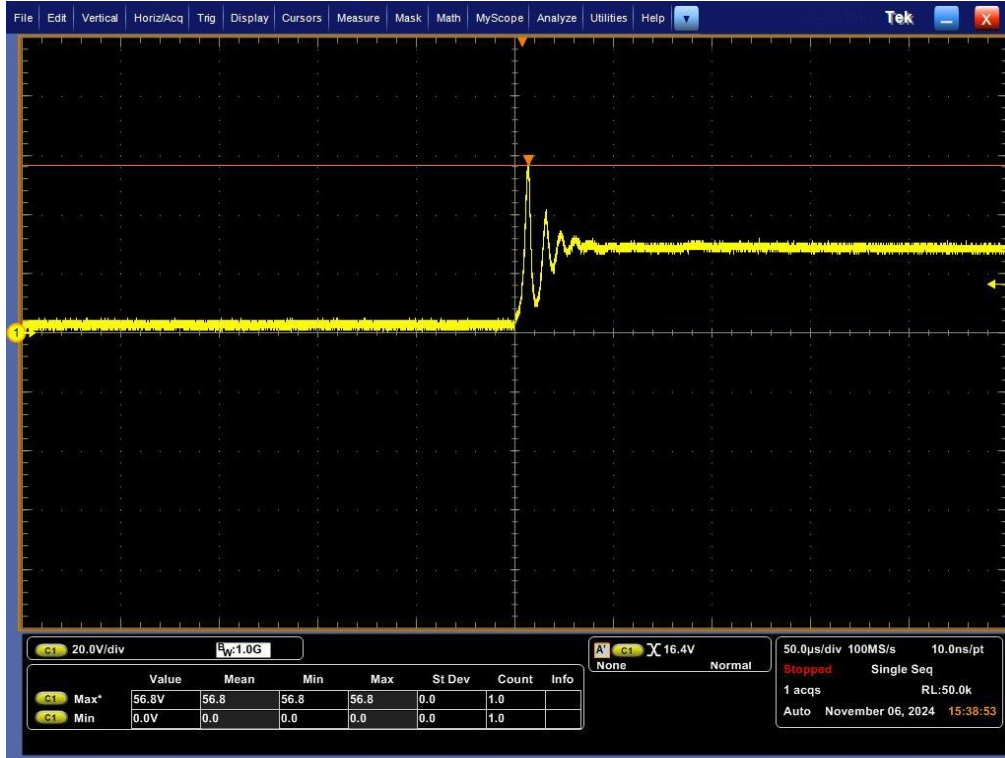 File Edit Vertical Horiz/Acq Trig Display Cursors Measure Mask Math MyScope Analyze Utilities Help Tek X
1
C1 20.0V/div BW:1.0G
A' C1 16.4V
None Normal
50.0µs/div 100MS/s 10.0ns/pt
Stopped Single Seq
1 acqs RL:50.0k
Auto November 06, 2024 15:38:53
Value Mean Min Max St Dev Count Info
C1 Max* 56.8V 56.8 56.8 56.8 0.0 1.0
C1 Min 0.0V 0.0 0.0 0.0 0.0 1.0